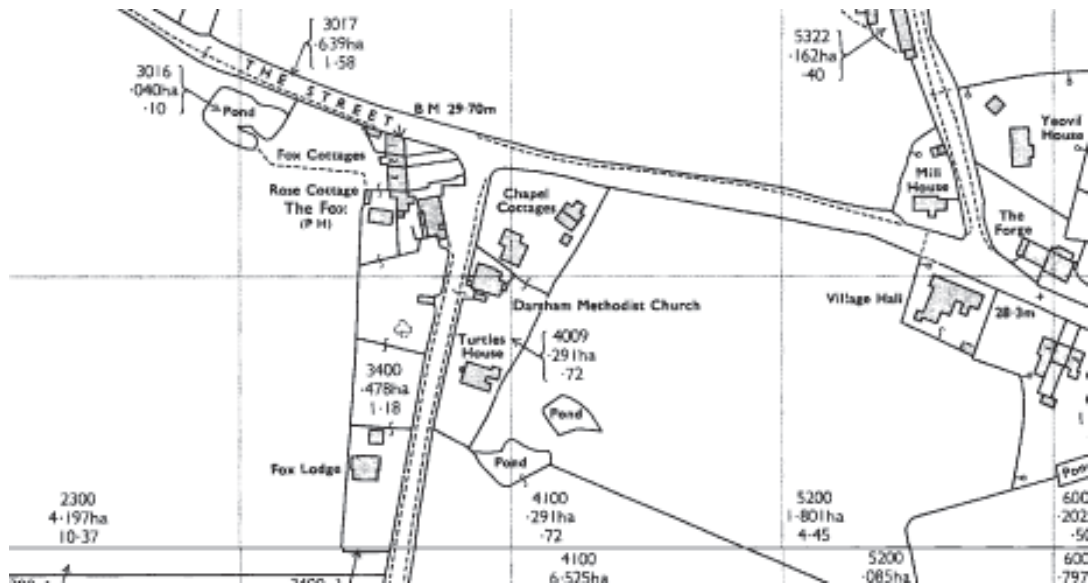 3017
·639ha
1·58
THE STREET
3016
·040ha
·10
Pond
B M 29·70m
5322
·162ha
·40
Yeovil
House
Fox Cottages
Rose Cottage
The Fox
(P H)
Chapel
Cottages
Mill
House
The
Forge
Darnham Methodist Church
Village Hall
28·3m
Turtles
House
4009
·291ha
·72
3400
·478ha
1·18
Pond
Pond
Fox Lodge
2300
4·197ha
10·37
4100
·291ha
·72
5200
1·801ha
4·45
4100
6·525ha
5200
·085ha